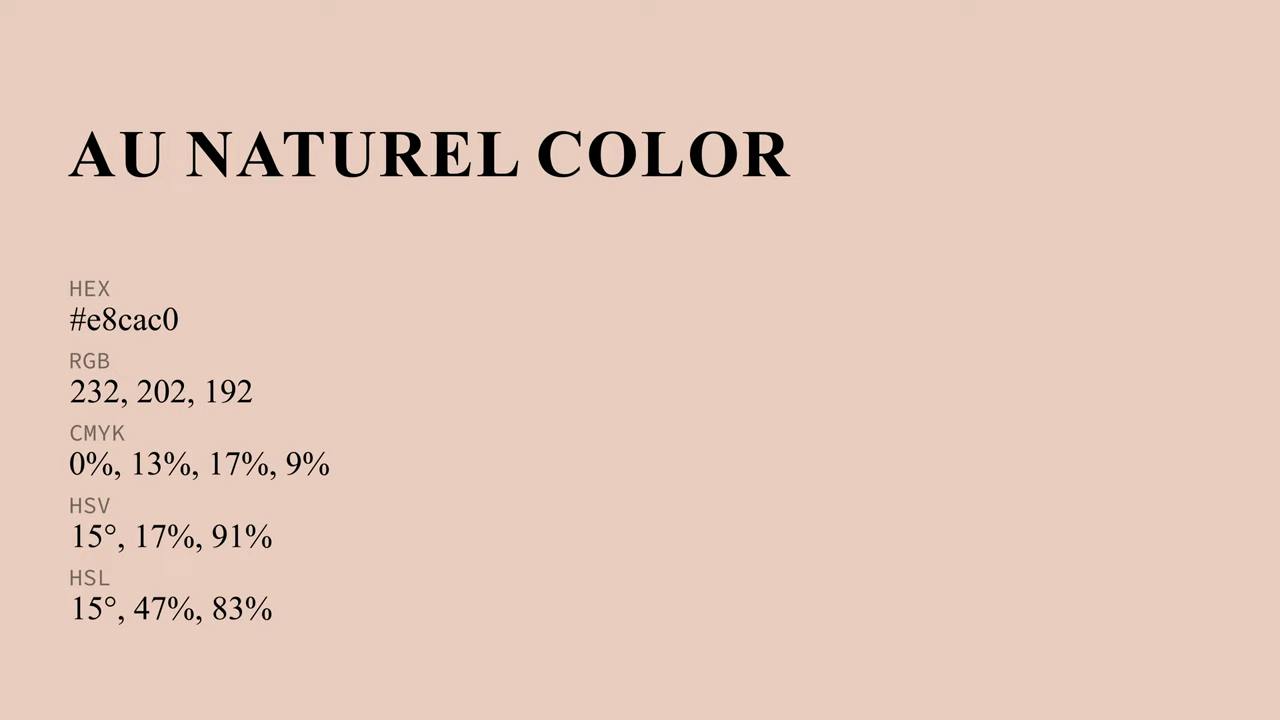 AU NATUREL COLOR
HEX
#e8cac0
RGB
232, 202, 192
CMYK
0%, 13%, 17%, 9%
HSV
15°, 17%, 91%
HSL
15°, 47%, 83%